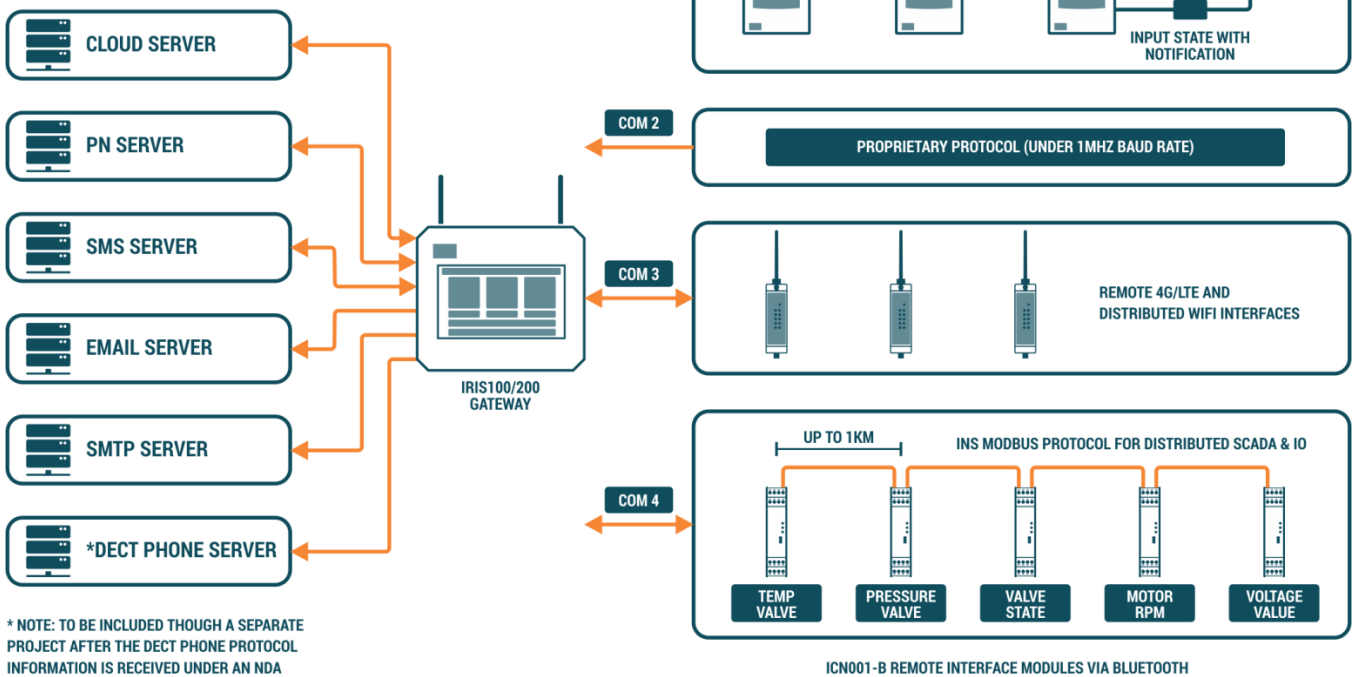 CLOUD SERVER
PN SERVER
SMS SERVER
EMAIL SERVER
SMTP SERVER
*DECT PHONE SERVER
* NOTE: TO BE INCLUDED THOUGH A SEPARATE
PROJECT AFTER THE DECT PHONE PROTOCOL
INFORMATION IS RECEIVED UNDER AN NDA
IRIS100/200
GATEWAY
INPUT STATE WITH
NOTIFICATION
COM 2
PROPRIETARY PROTOCOL (UNDER 1MHZ BAUD RATE)
COM 3
REMOTE 4G/LTE AND
DISTRIBUTED WIFI INTERFACES
COM 4
UP TO 1KM
INS MODBUS PROTOCOL FOR DISTRIBUTED SCADA & IO
TEMP
VALVE
PRESSURE
VALVE
VALVE
STATE
MOTOR
RPM
VOLTAGE
VALUE
ICN001-B REMOTE INTERFACE MODULES VIA BLUETOOTH